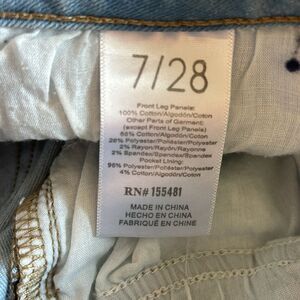 7/28
Front Leg Panels:
100% Cotton/Algodón/Coton
Other Parts of Garment:
(except Front Leg Panels)
68% Cotton/Algodón/Coton
28% Polyester/Poliéster/Polyester
2% Rayon/Rayón/Rayonne
2% Spandex/Spandex/Spandex
Pocket Lining:
96% Polyester/Poliéster/Polyester
4% Cotton/Algodón/Coton
RN# 155481
MADE IN CHINA
HECHO EN CHINA
FABRIQUÉ EN CHINE